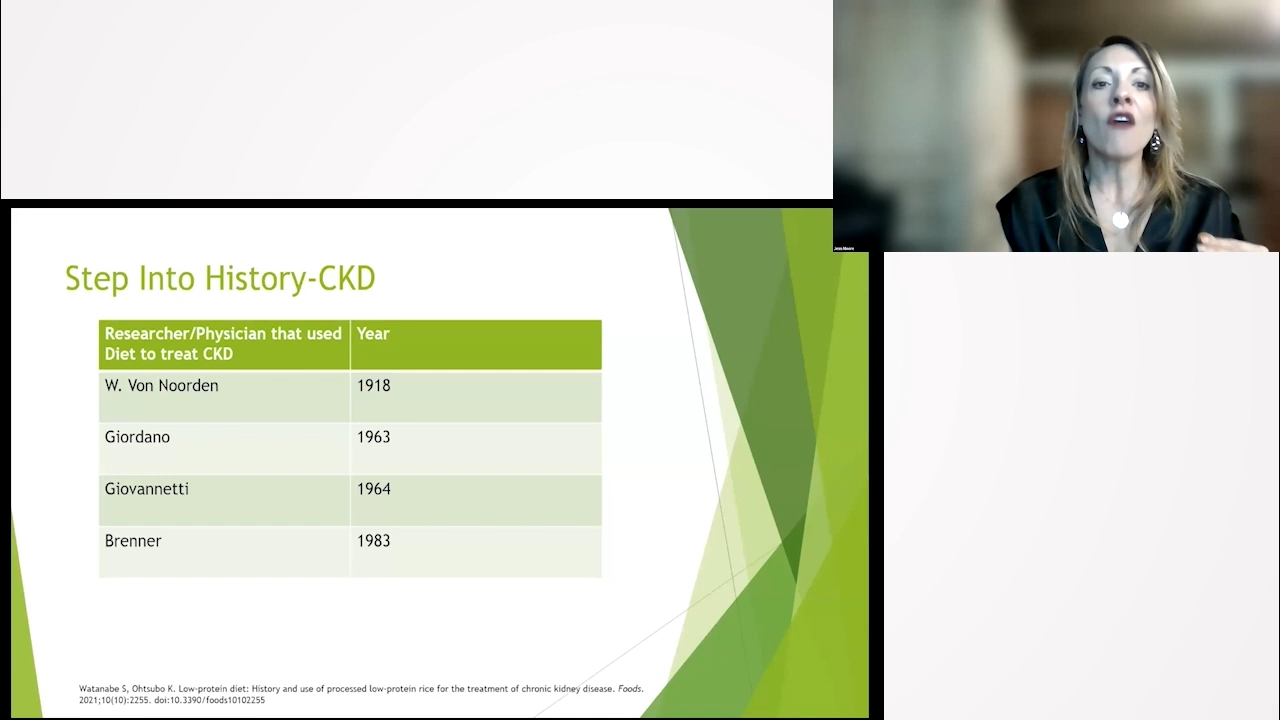 Jenn Moore
Step Into History-CKD
Researcher/Physician that used Year
Diet to treat CKD
W. Von Noorden 1918
Giordano 1963
Giovannetti 1964
Brenner 1983
Watanabe S, Ohtsubo K. Low-protein diet: History and use of processed low-protein rice for the treatment of chronic kidney disease. Foods.
2021;10(10):2255. doi:10.3390/foods10102255